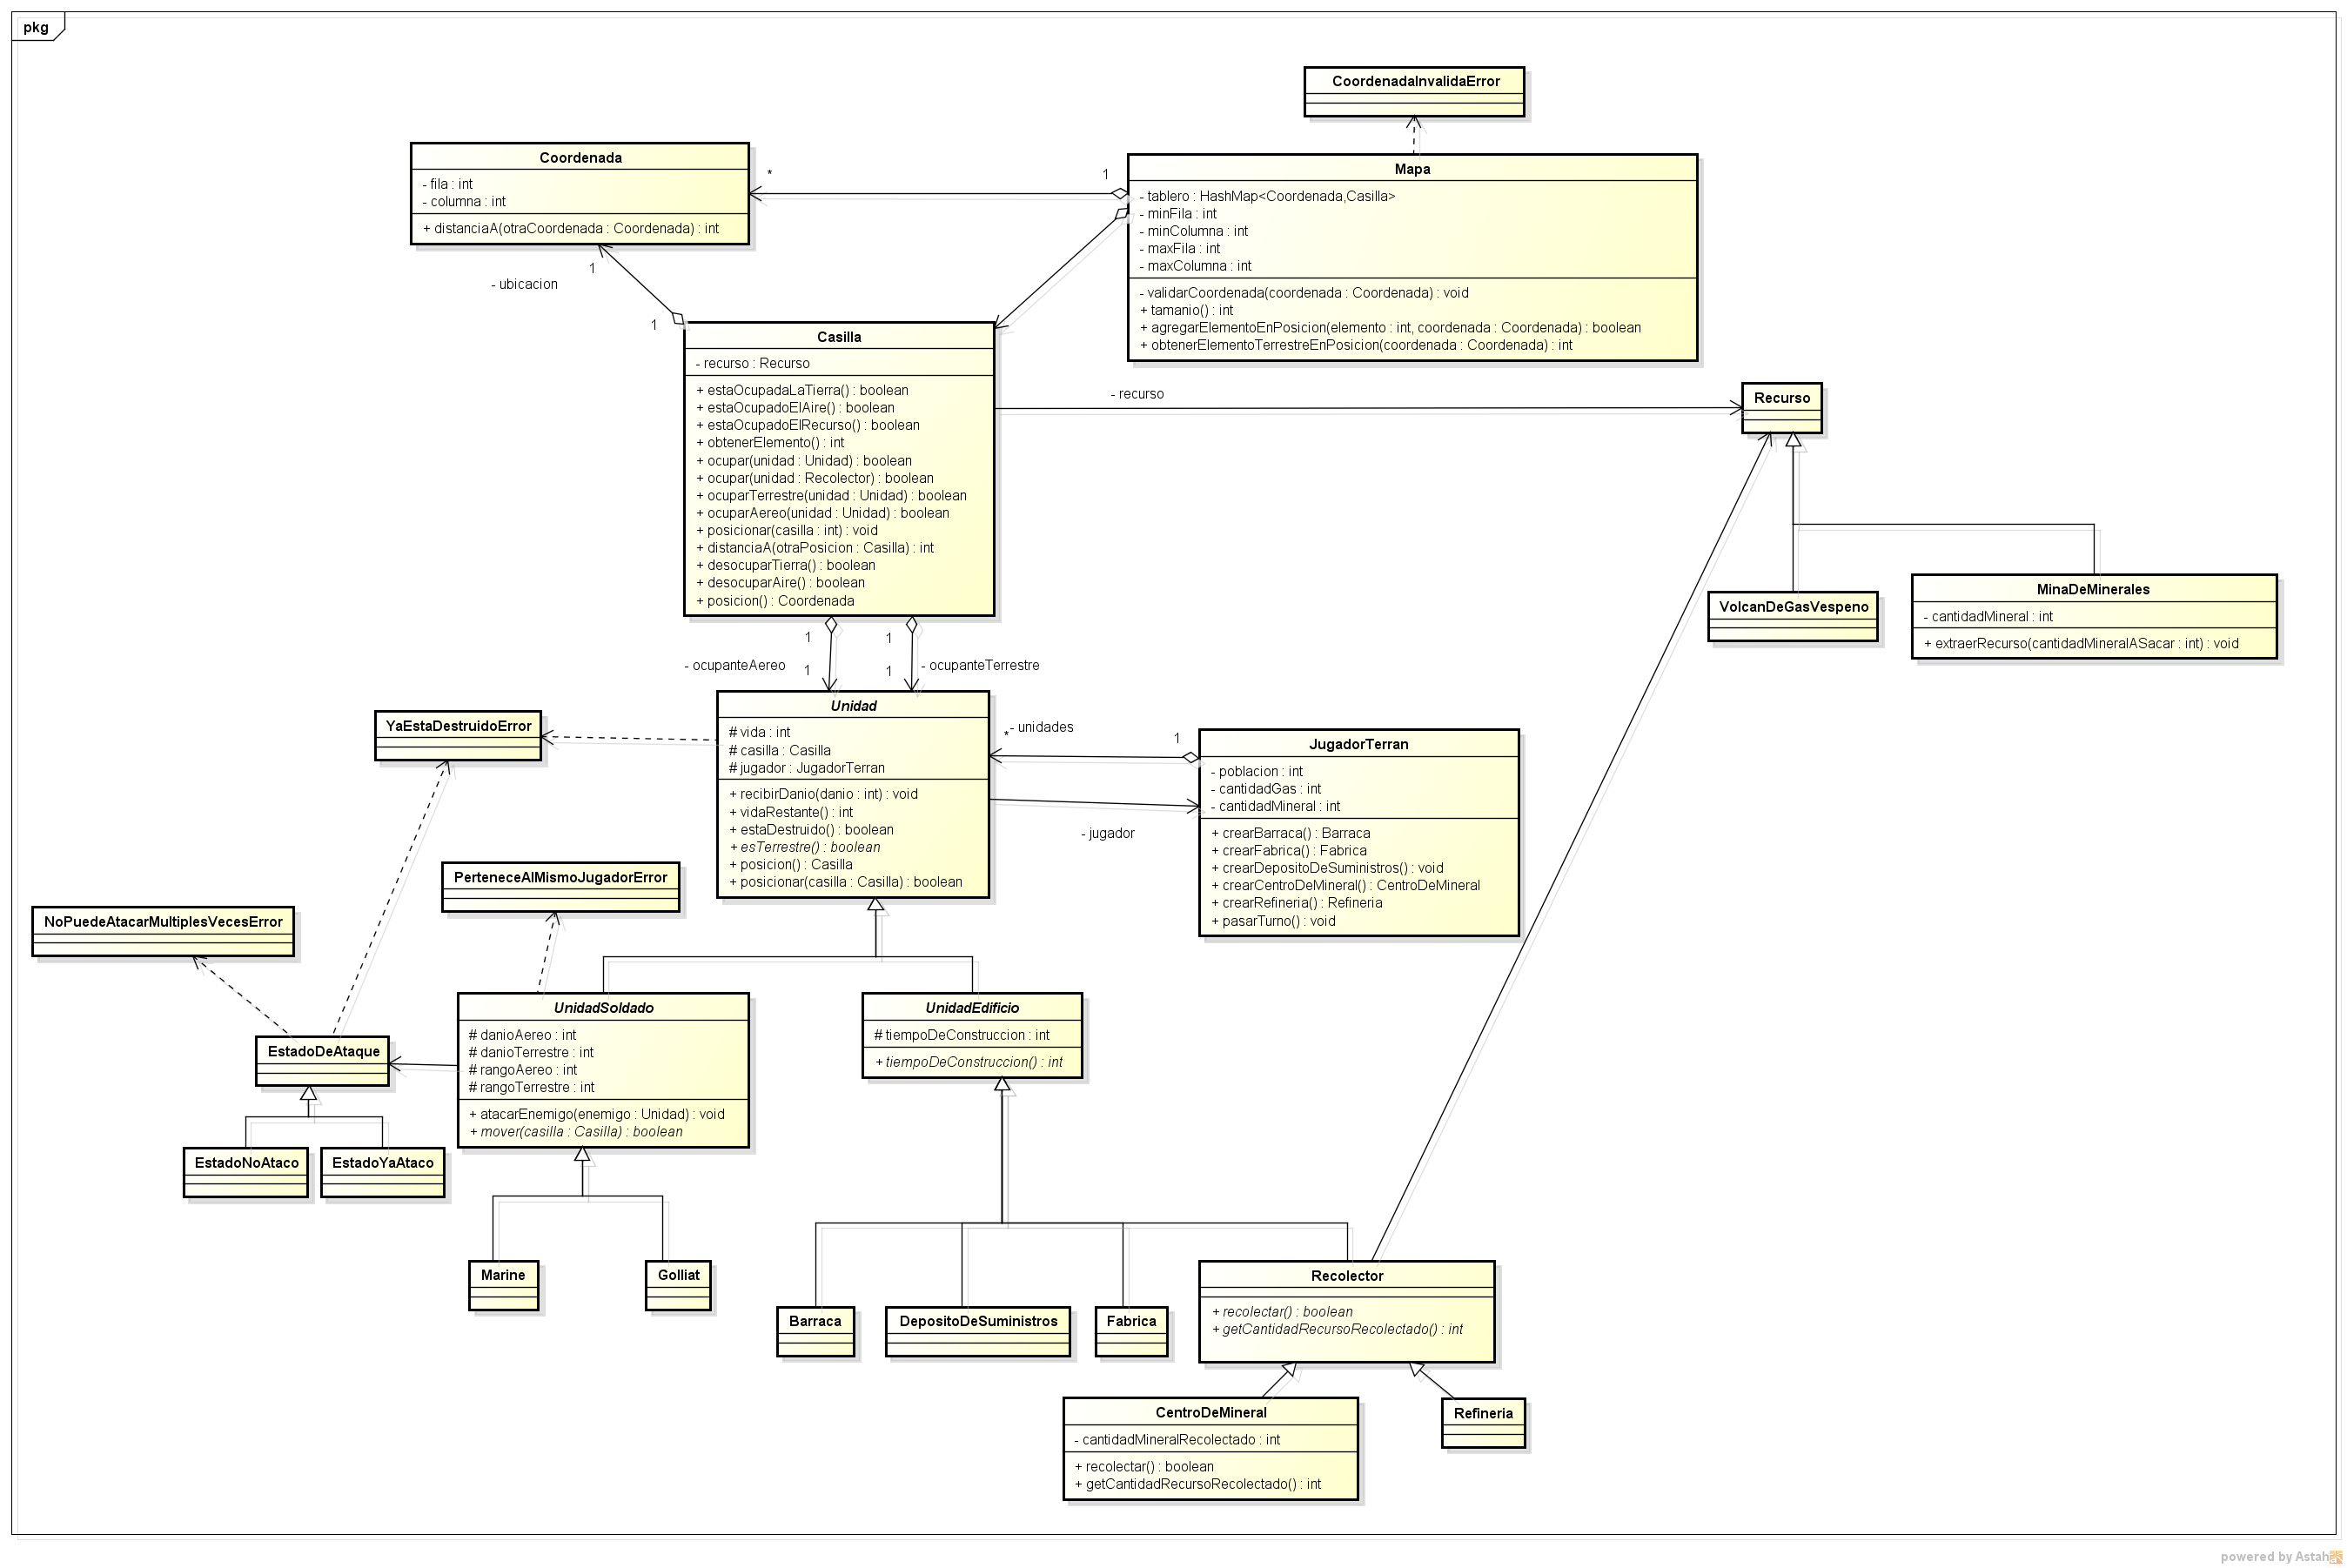 pkg
CoordenadaInvalidaError
Coordenada
- fila : int
- columna : int
+ distanciaA(otraCoordenada : Coordenada) : int
*
1
Mapa
- tablero : HashMap<Coordenada,Casilla>
- minFila : int
- minColumna : int
- maxFila : int
- maxColumna : int
- validarCoordenada(coordenada : Coordenada) : void
+ tamanio() : int
+ agregarElementoEnPosicion(elemento : int, coordenada : Coordenada) : boolean
+ obtenerElementoTerrestreEnPosicion(coordenada : Coordenada) : int
1
- ubicacion
1
Casilla
- recurso : Recurso
+ estaOcupadaLaTierra() : boolean
+ estaOcupadoElAire() : boolean
+ estaOcupadoElRecurso() : boolean
+ obtenerElemento() : int
+ ocupar(unidad : Unidad) : boolean
+ ocupar(unidad : Recolector) : boolean
+ ocuparTerrestre(unidad : Unidad) : boolean
+ ocuparAereo(unidad : Unidad) : boolean
+ posicionar(casilla : int) : void
+ distanciaA(otraPosicion : Casilla) : int
+ desocuparTierra() : boolean
+ desocuparAire() : boolean
+ posicion() : Coordenada
- recurso
Recurso
VolcanDeGasVespeno
MinaDeMinerales
- cantidadMineral : int
+ extraerRecurso(cantidadMineralASacar : int) : void
1
1
- ocupanteAereo
1
1
- ocupanteTerrestre
YaEstaDestruidoError
Unidad
# vida : int
# casilla : Casilla
# jugador : JugadorTerran
+ recibirDanio(danio : int) : void
+ vidaRestante() : int
+ estaDestruido() : boolean
+ esTerrestre() : boolean
+ posicion() : Casilla
+ posicionar(casilla : Casilla) : boolean
*
- unidades
1
- jugador
JugadorTerran
- poblacion : int
- cantidadGas : int
- cantidadMineral : int
+ crearBarraca() : Barraca
+ crearFabrica() : Fabrica
+ crearDepositoDeSuministros() : void
+ crearCentroDeMineral() : CentroDeMineral
+ crearRefineria() : Refineria
+ pasarTurno() : void
PerteneceAlMismoJugadorError
NoPuedeAtacarMultiplesVecesError
EstadoDeAtaque
UnidadSoldado
# danioAereo : int
# danioTerrestre : int
# rangoAereo : int
# rangoTerrestre : int
+ atacarEnemigo(enemigo : Unidad) : void
+ mover(casilla : Casilla) : boolean
UnidadEdificio
# tiempoDeConstruccion : int
+ tiempoDeConstruccion() : int
EstadoNoAtaco
EstadoYaAtaco
Marine
Golliat
Barraca
DepositoDeSuministros
Fabrica
Recolector
+ recolectar() : boolean
+ getCantidadRecursoRecolectado() : int
CentroDeMineral
- cantidadMineralRecolectado : int
+ recolectar() : boolean
+ getCantidadRecursoRecolectado() : int
Refineria
powered by Astah